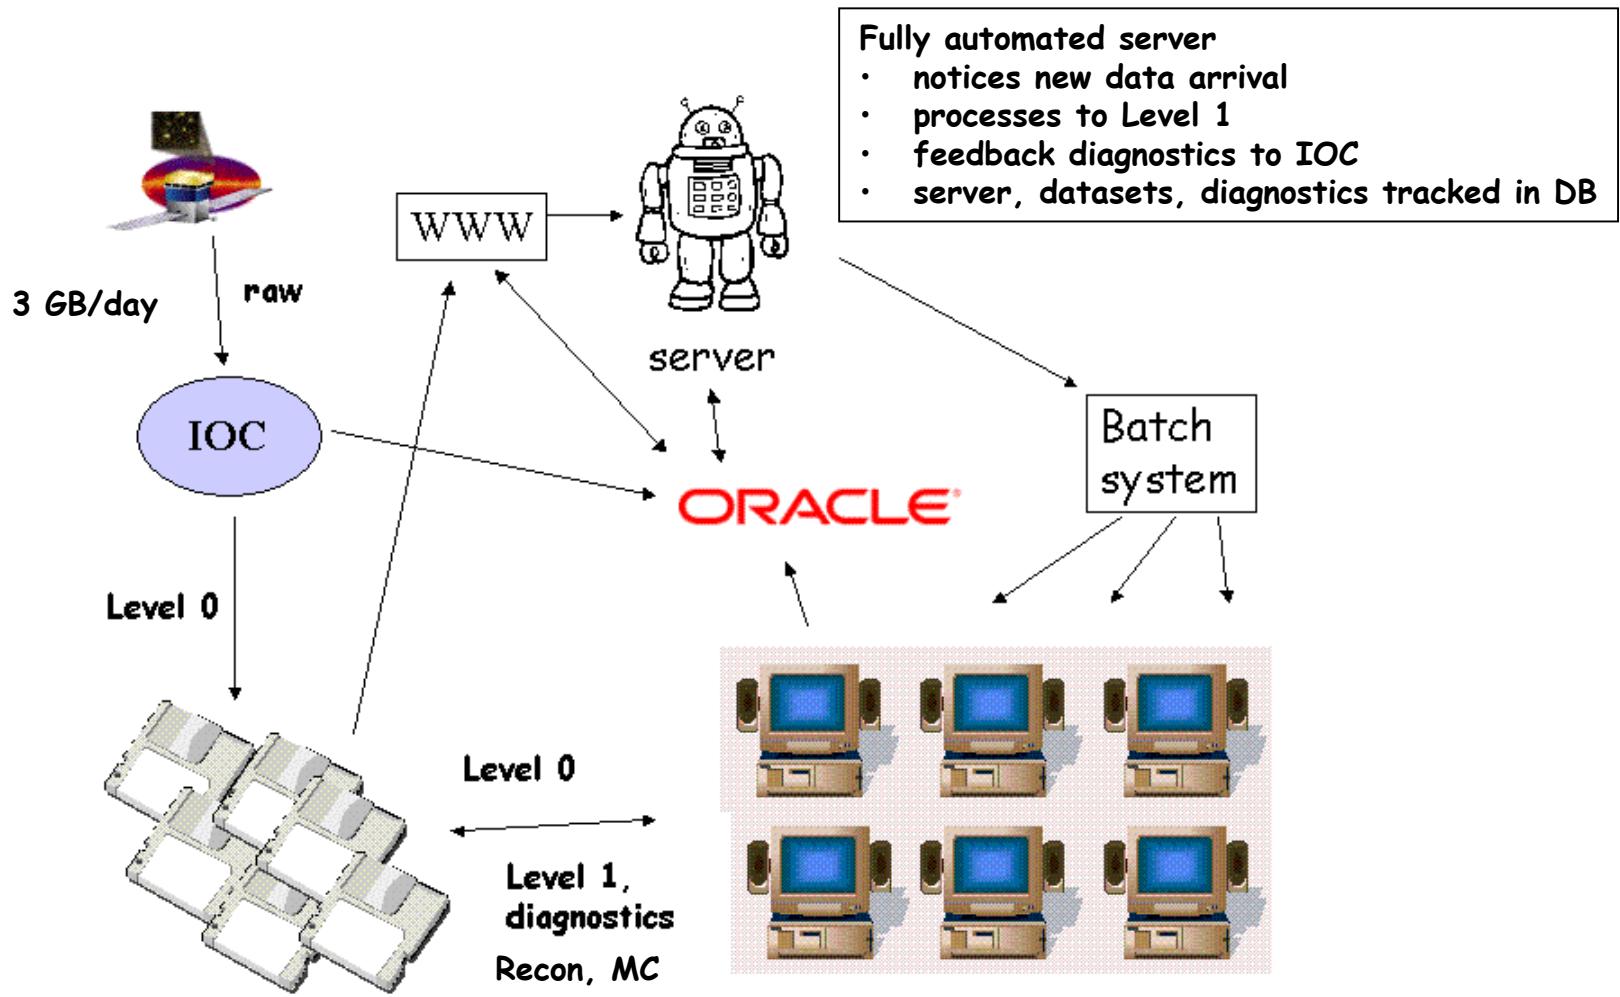 Fully automated server
• notices new data arrival
• processes to Level 1
• feedback diagnostics to IOC
• server, datasets, diagnostics tracked in DB
WWW
3 GB/day
raw
server
IOC
Batch
system
ORACLE®
Level 0
Level 0
Level 1,
diagnostics
Recon, MC